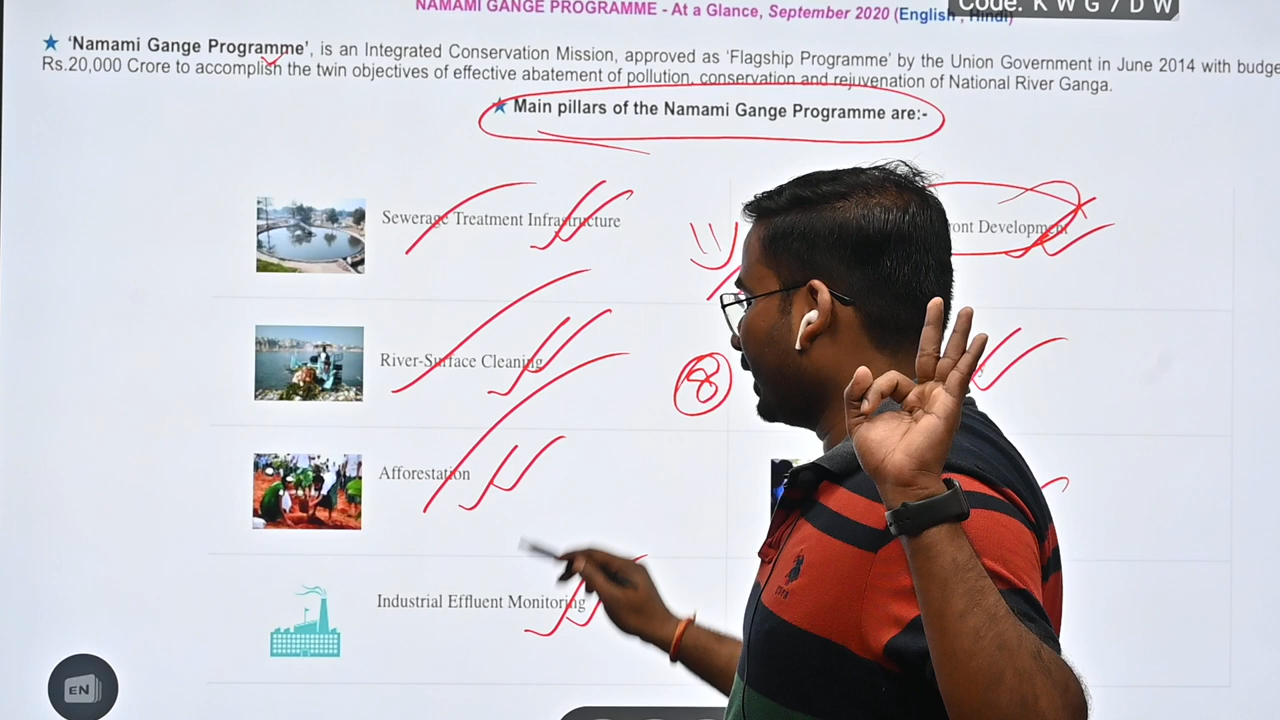 NAMAMI GANGE PROGRAMME - At a Glance, September 2020 (English , Hindi)
Code: K W G 7 D W
★ 'Namami Gange Programme', is an Integrated Conservation Mission, approved as 'Flagship Programme' by the Union Government in June 2014 with budge
Rs.20,000 Crore to accomplish the twin objectives of effective abatement of pollution, conservation and rejuvenation of National River Ganga.
★ Main pillars of the Namami Gange Programme are:-
Sewerage Treatment Infrastructure
ront Development
River-Surface Cleaning
8
Afforestation
Industrial Effluent Monitoring
EN